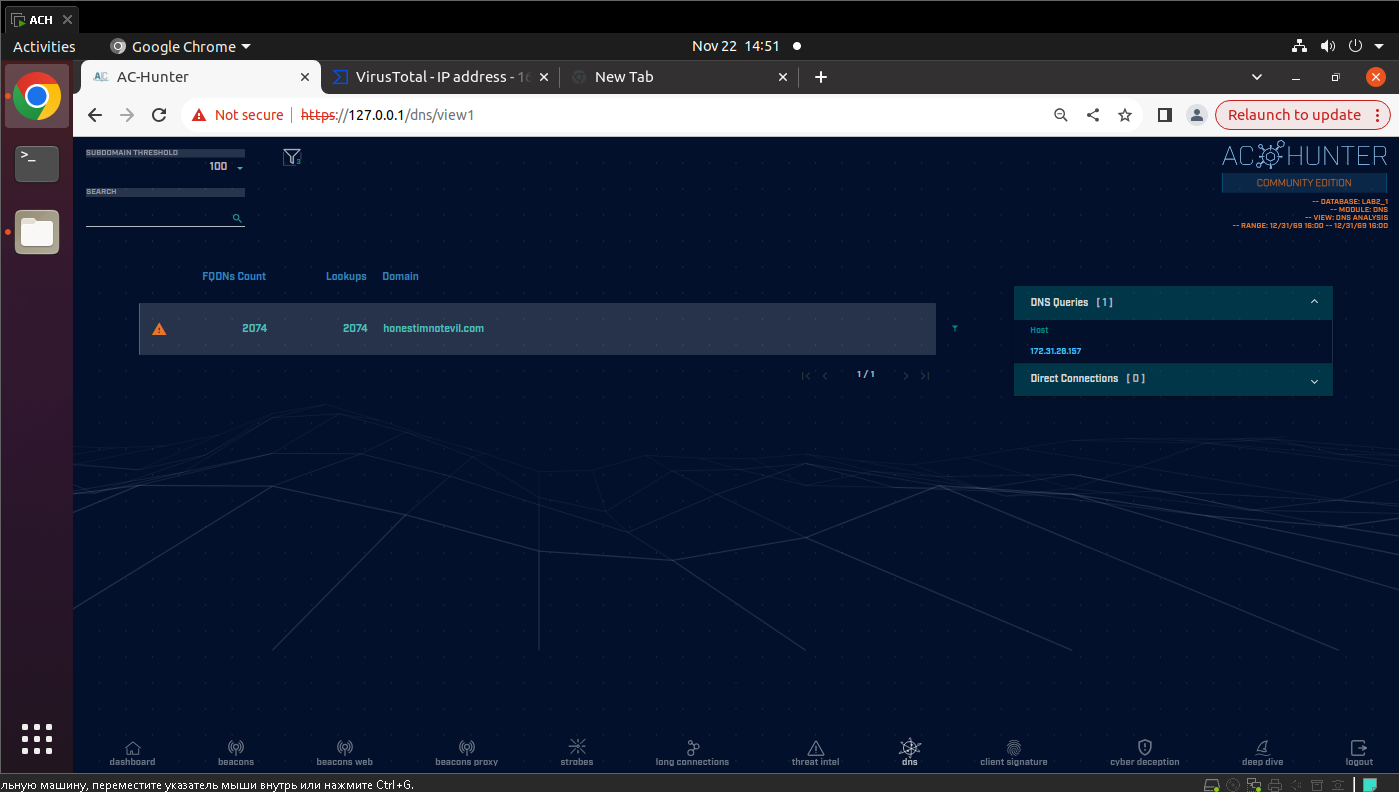 ACH
Activities
Google Chrome
Nov 22 14:51
AC-Hunter
VirusTotal - IP address - 16
New Tab
Not secure
https://127.0.0.1/dns/view1
Relaunch to update
SUBDOMAIN THRESHOLD
100
SEARCH
AC HUNTER
COMMUNITY EDITION
-- DATABASE: LAB2_1
-- MODULE: DNS
-- VIEW: DNS ANALYSIS
-- RANGE: 12/31/69 16:00 -- 12/31/69 16:00
FQDNs Count Lookups Domain
2074 2074 honestimnotevil.com
1 / 1
DNS Queries [ 1 ]
Host
172.31.26.157
Direct Connections [ 0 ]
dashboard beacons beacons web beacons proxy strobes long connections threat intel dns client signature cyber deception deep dive logout
льную машину, переместите указатель мыши внутрь или нажмите Ctrl+G.